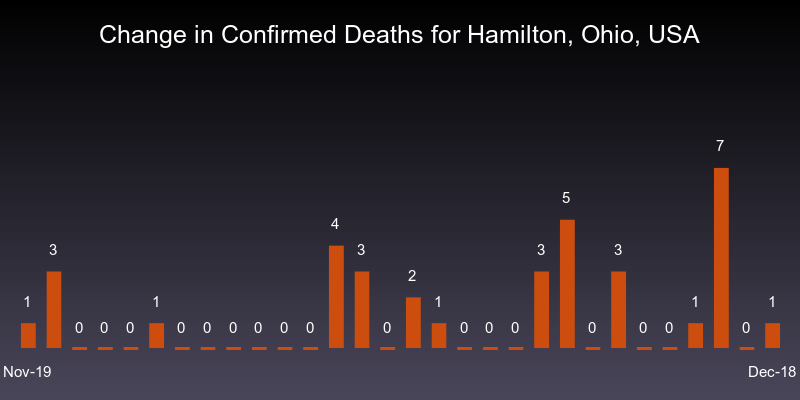 Change in Confirmed Deaths for Hamilton, Ohio, USA
7
5
4
3 3 3 3
2
1 1 1 1 1
0 0 0 0 0 0 0 0 0 0 0 0 0 0 0 0 0
Nov-19 Dec-18